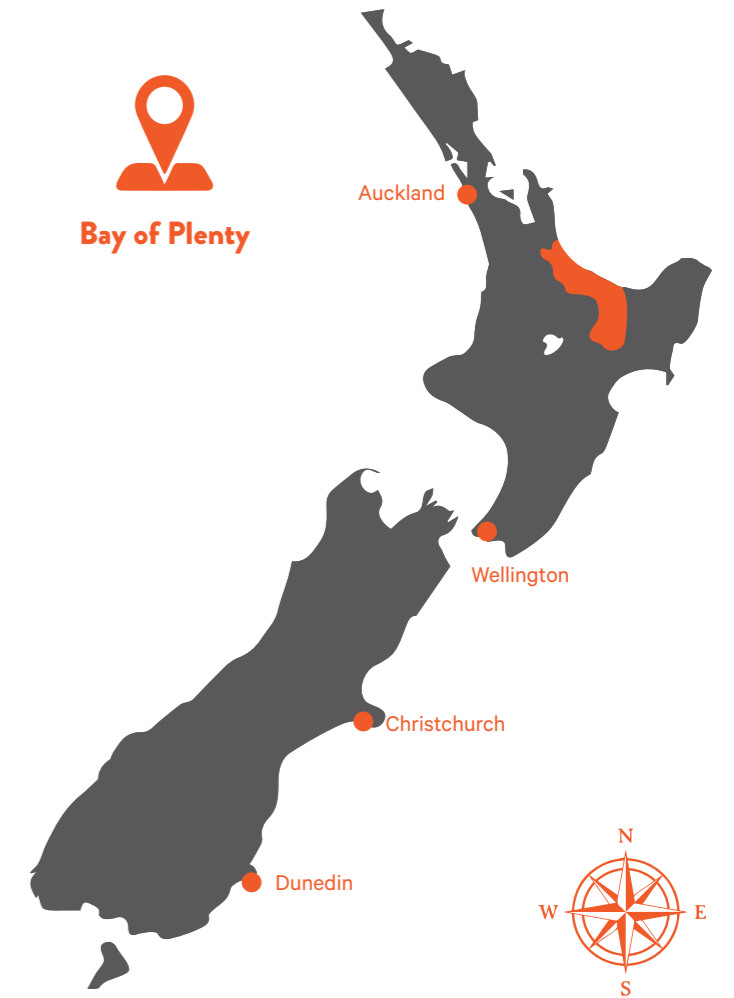 Auckland
Bay of Plenty
Wellington
Christchurch
N
Dunedin
W
E
S